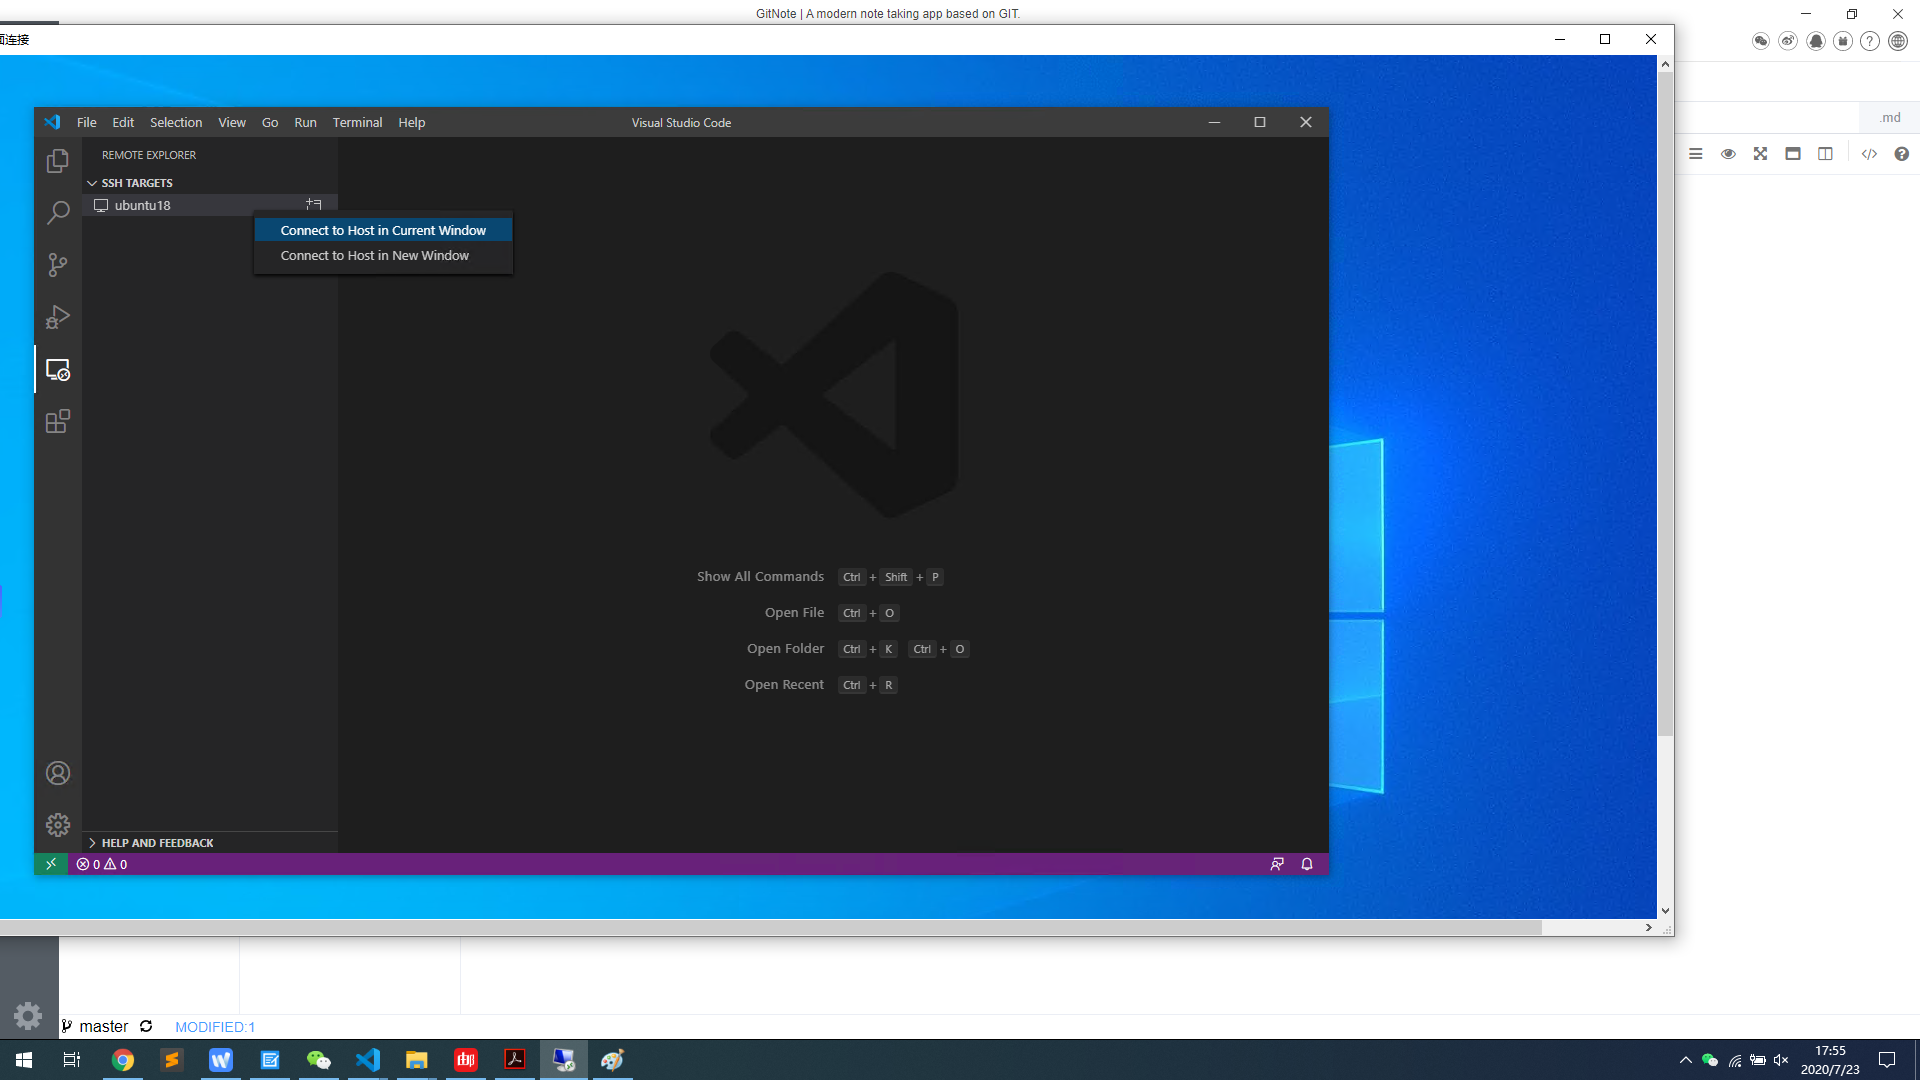 GitNote | A modern note taking app based on GIT.
面连接
.md
File Edit Selection View Go Run Terminal Help
Visual Studio Code
REMOTE EXPLORER
SSH TARGETS
ubuntu18
Connect to Host in Current Window
Connect to Host in New Window
Show All Commands Ctrl + Shift + P
Open File Ctrl + O
Open Folder Ctrl + K Ctrl + O
Open Recent Ctrl + R
HELP AND FEEDBACK
0 0
master MODIFIED:1
17:55
2020/7/23